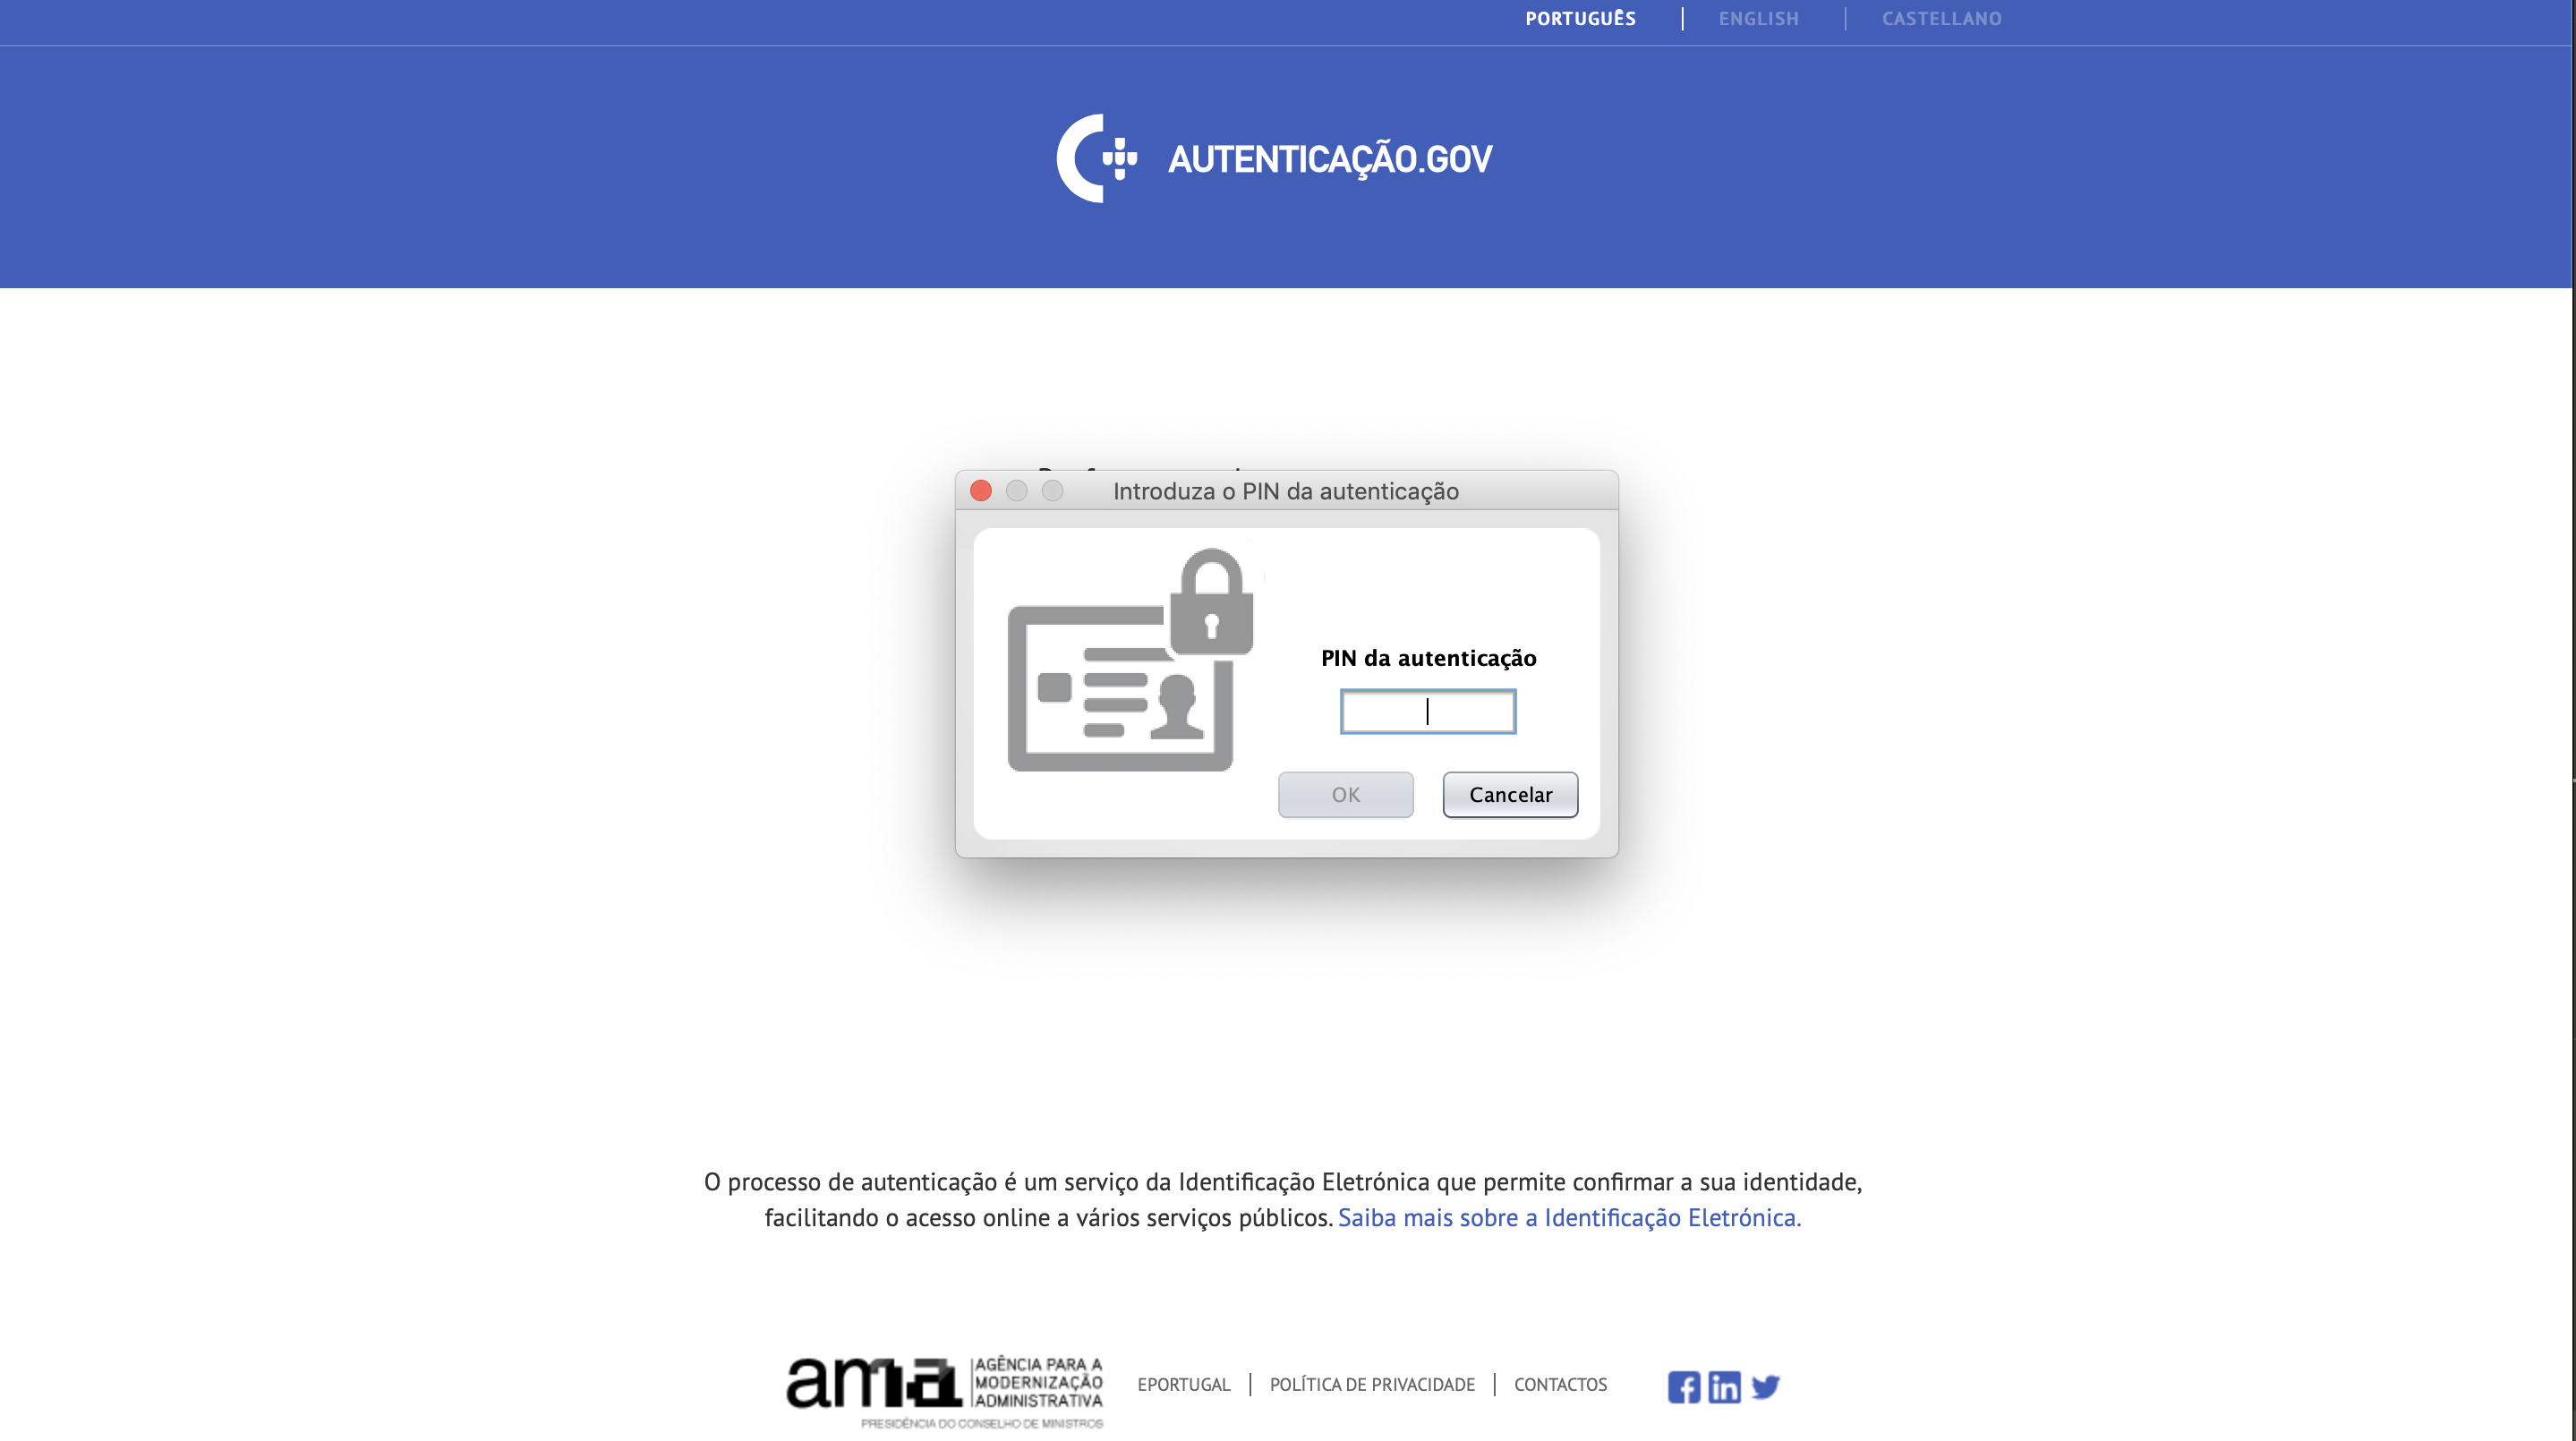 PORTUGUÊS | ENGLISH | CASTELLANO
AUTENTICAÇÃO.GOV
Introduza o PIN da autenticação
PIN da autenticação
OK Cancelar
O processo de autenticação é um serviço da Identificação Eletrónica que permite confirmar a sua identidade,
facilitando o acesso online a vários serviços públicos. Saiba mais sobre a Identificação Eletrónica.
ama AGÊNCIA PARA A
MODERNIZAÇÃO
ADMINISTRATIVA
PRESIDÊNCIA DO CONSELHO DE MINISTROS
EPORTUGAL | POLÍTICA DE PRIVACIDADE | CONTACTOS